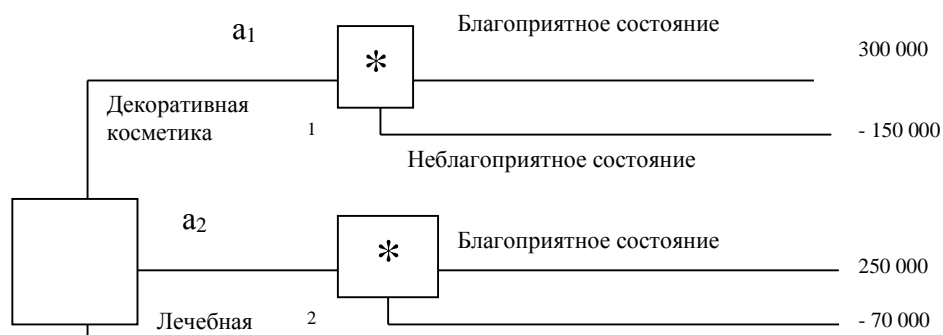 a1
Благоприятное состояние
300 000
*
Декоративная
косметика
1
- 150 000
Неблагоприятное состояние
a2
Благоприятное состояние
*
250 000
Лечебная
2
- 70 000